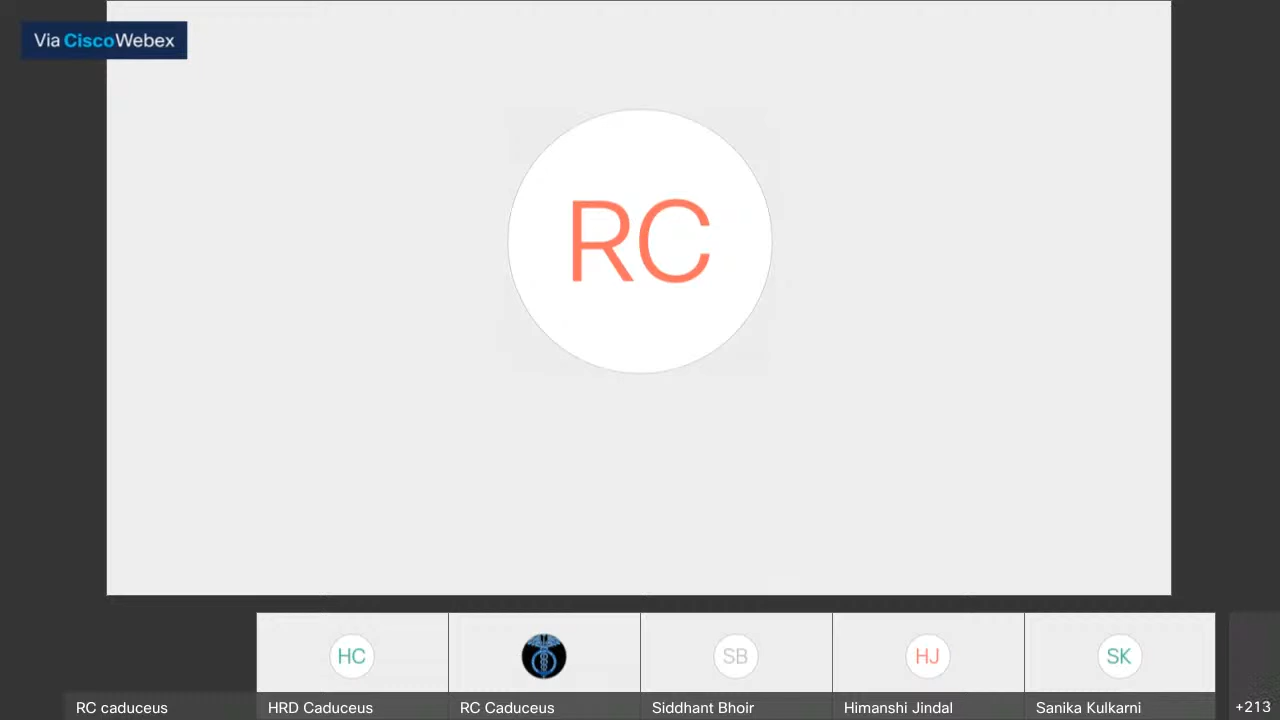 Via CiscoWebex
RC
HC
SB
HJ
SK
RC caduceus
HRD Caduceus
RC Caduceus
Siddhant Bhoir
Himanshi Jindal
Sanika Kulkarni
+213